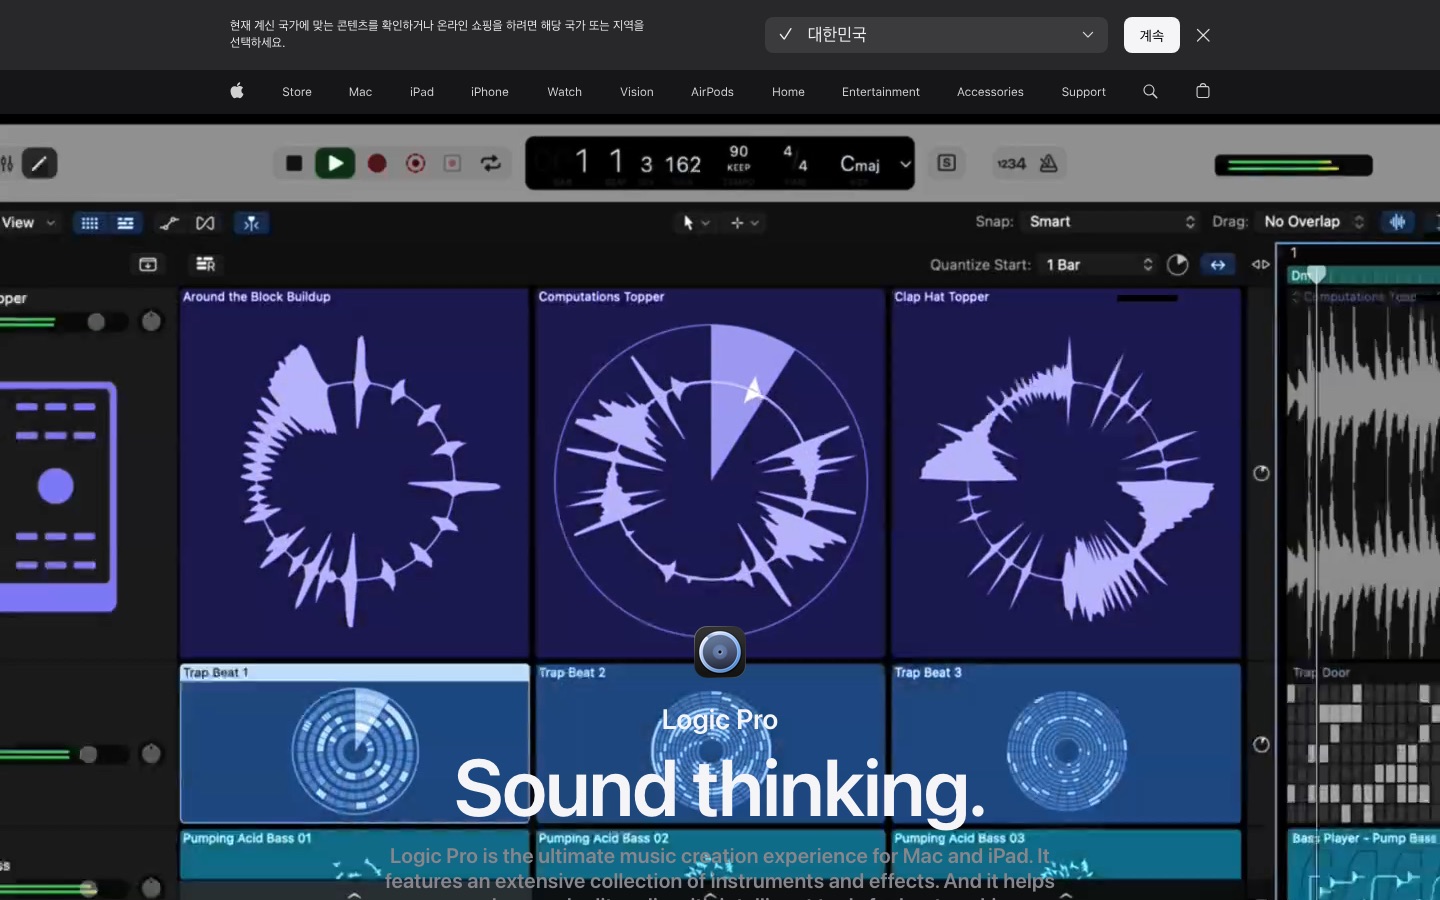 현재 계신 국가에 맞는 콘텐츠를 확인하거나 온라인 쇼핑을 하려면 해당 국가 또는 지역을
선택하세요.
대한민국
계속
Store Mac iPad iPhone Watch Vision AirPods Home Entertainment Accessories Support
1 1 3 162 90 KEEP 4/4 Cmaj
S 1234
View Snap: Smart Drag: No Overlap
Quantize Start: 1 Bar
1
Around the Block Buildup Computations Topper Clap Hat Topper
Trap Beat 1 Trap Beat 2 Trap Beat 3 Trap Door
Logic Pro
Sound thinking.
Pumping Acid Bass 01 Pumping Acid Bass 02 Pumping Acid Bass 03 Bass Player - Pump Bass
Logic Pro is the ultimate music creation experience for Mac and iPad. It
features an extensive collection of instruments and effects. And it helps